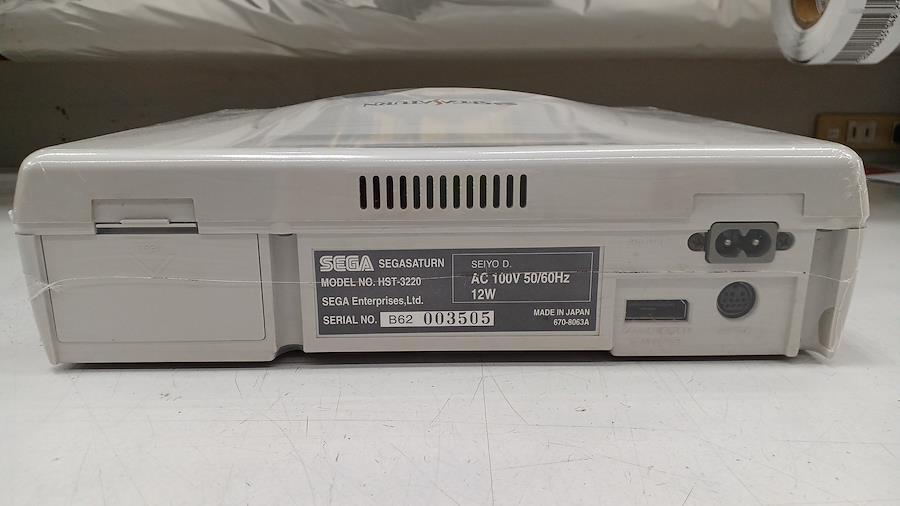 SEGASATURN
SEGA SEGASATURN
MODEL NO. HST-3220
SEGA Enterprises,Ltd.
SERIAL NO. B62 003505
SEIYO D.
AC 100V 50/60Hz
12W
MADE IN JAPAN
670-8063A